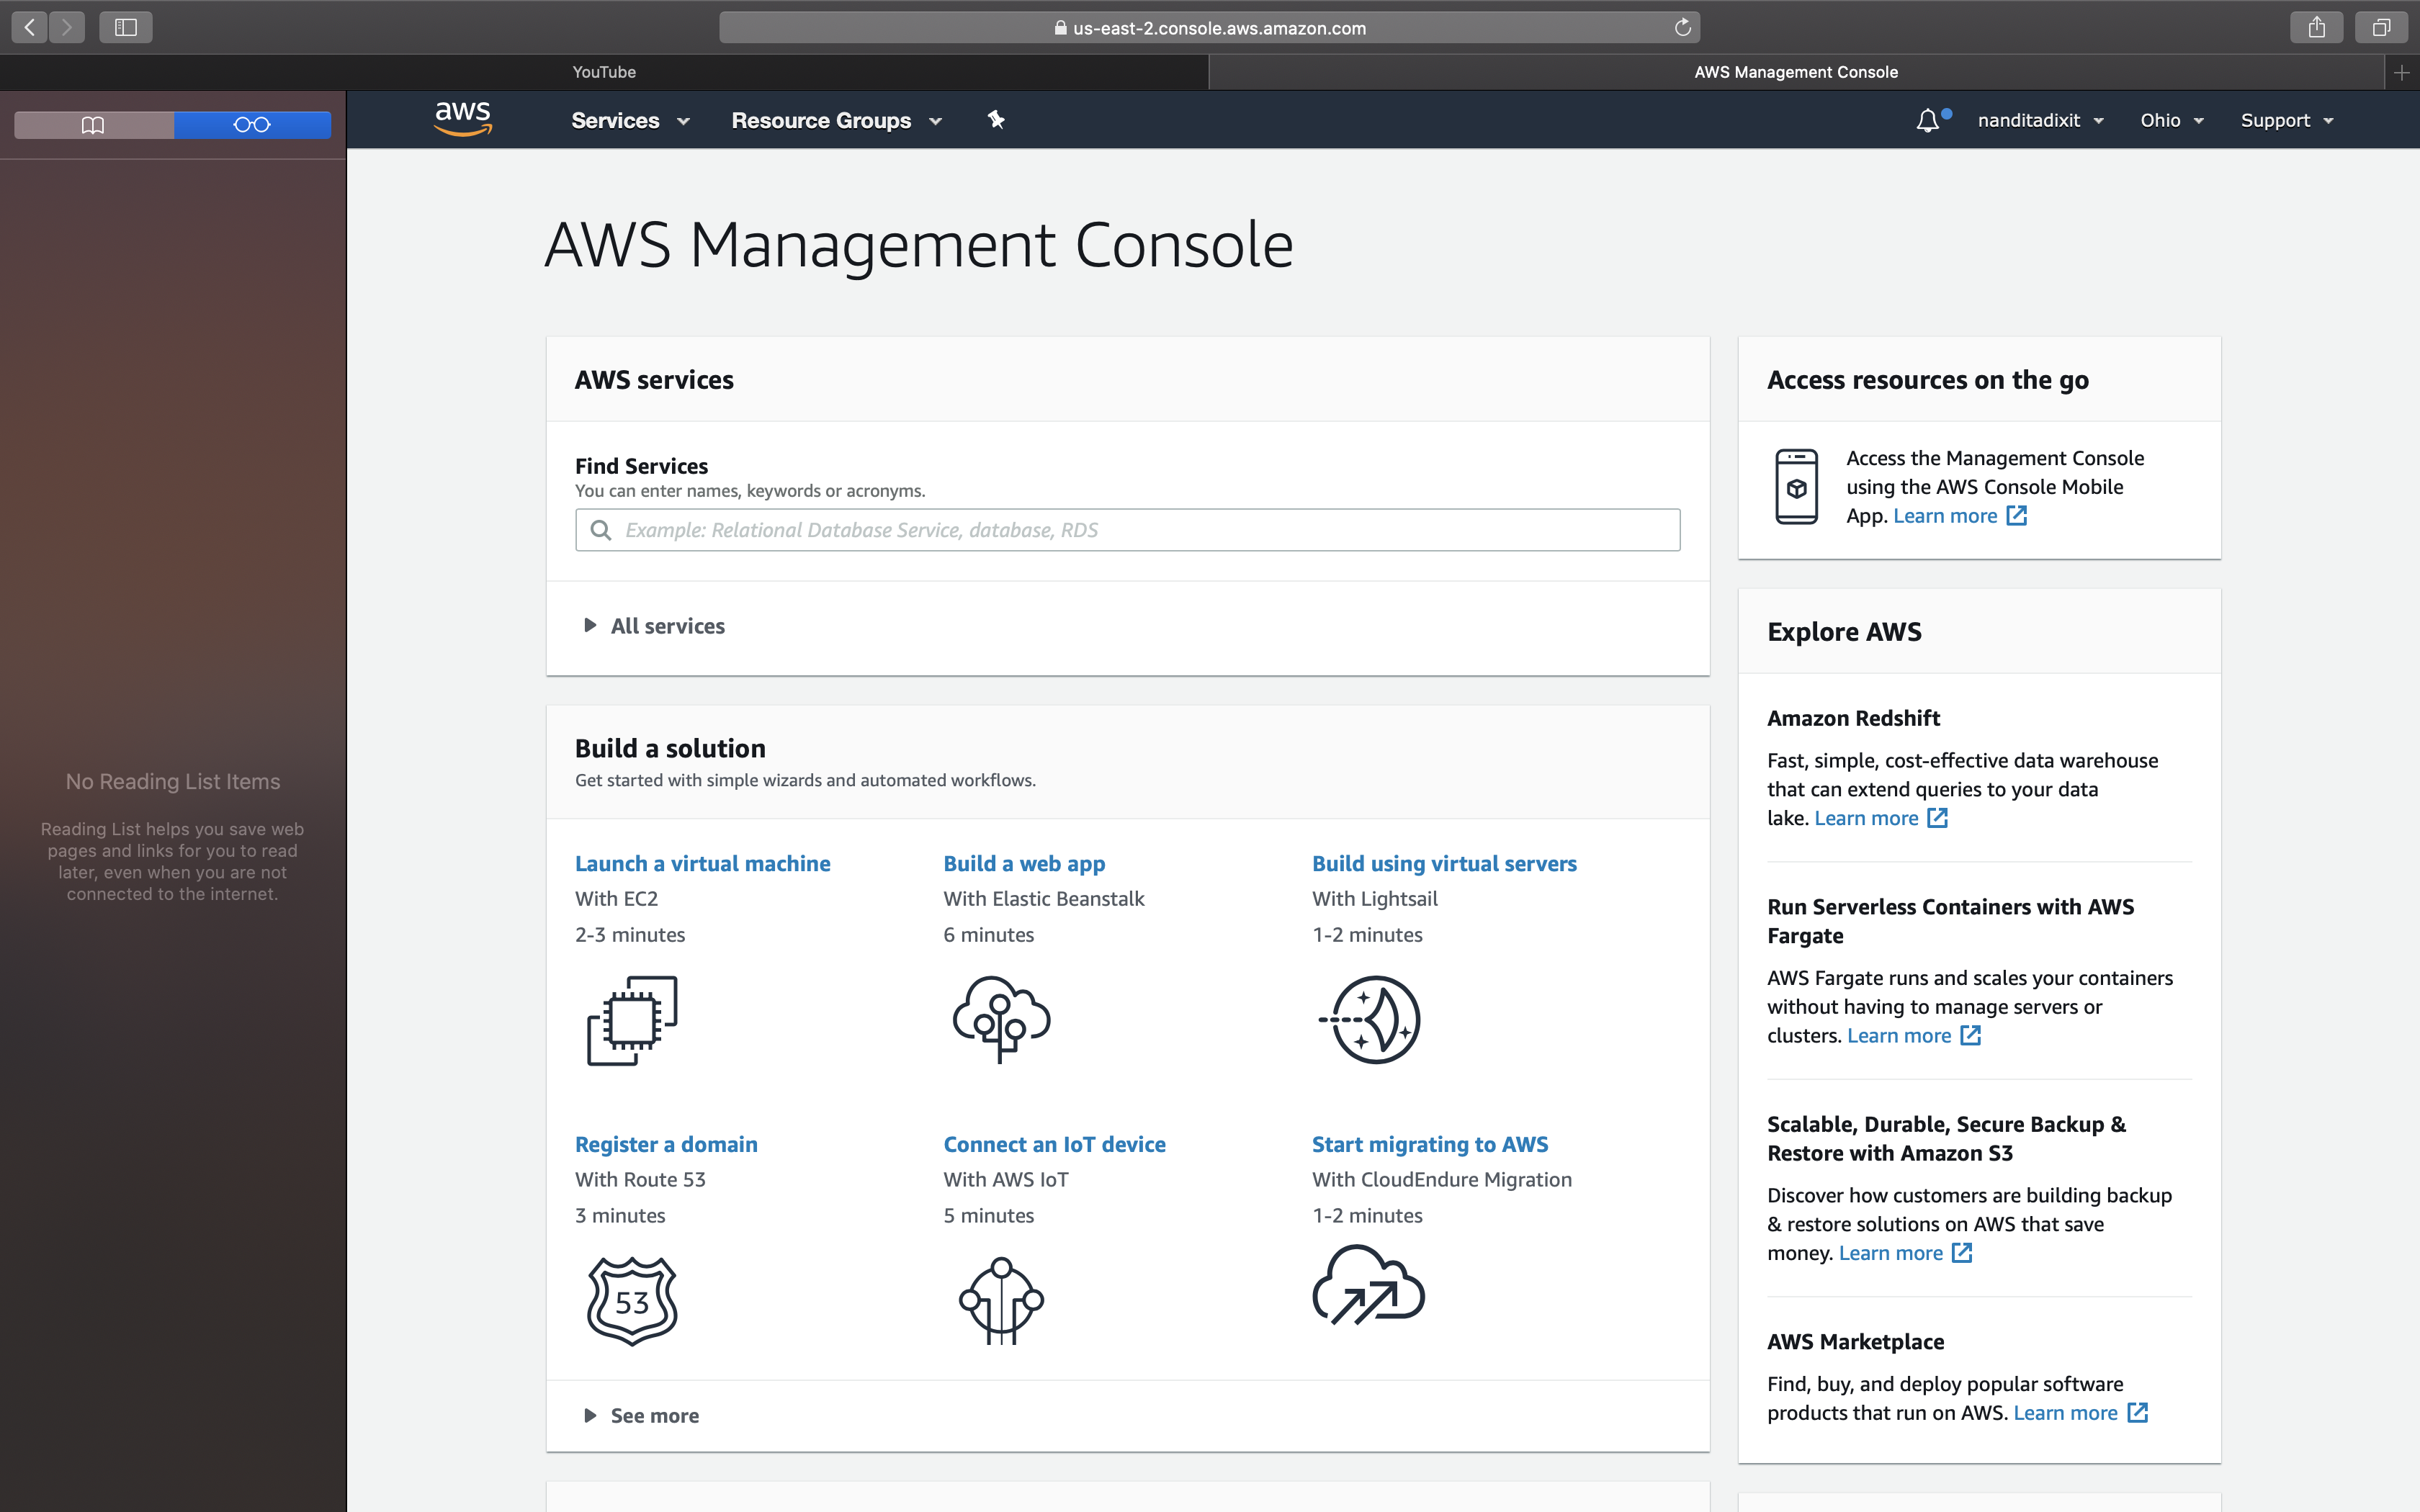 us-east-2.console.aws.amazon.com
YouTube
AWS Management Console
aws
Services
Resource Groups
nanditadixit
Ohio
Support
No Reading List Items
Reading List helps you save web
pages and links for you to read
later, even when you are not
connected to the internet.
AWS Management Console
AWS services
Find Services
You can enter names, keywords or acronyms.
Example: Relational Database Service, database, RDS
All services
Build a solution
Get started with simple wizards and automated workflows.
Launch a virtual machine
With EC2
2-3 minutes
Build a web app
With Elastic Beanstalk
6 minutes
Build using virtual servers
With Lightsail
1-2 minutes
Register a domain
With Route 53
3 minutes
53
Connect an IoT device
With AWS IoT
5 minutes
Start migrating to AWS
With CloudEndure Migration
1-2 minutes
See more
Access resources on the go
Access the Management Console
using the AWS Console Mobile
App. Learn more
Explore AWS
Amazon Redshift
Fast, simple, cost-effective data warehouse
that can extend queries to your data
lake. Learn more
Run Serverless Containers with AWS
Fargate
AWS Fargate runs and scales your containers
without having to manage servers or
clusters. Learn more
Scalable, Durable, Secure Backup &
Restore with Amazon S3
Discover how customers are building backup
& restore solutions on AWS that save
money. Learn more
AWS Marketplace
Find, buy, and deploy popular software
products that run on AWS. Learn more